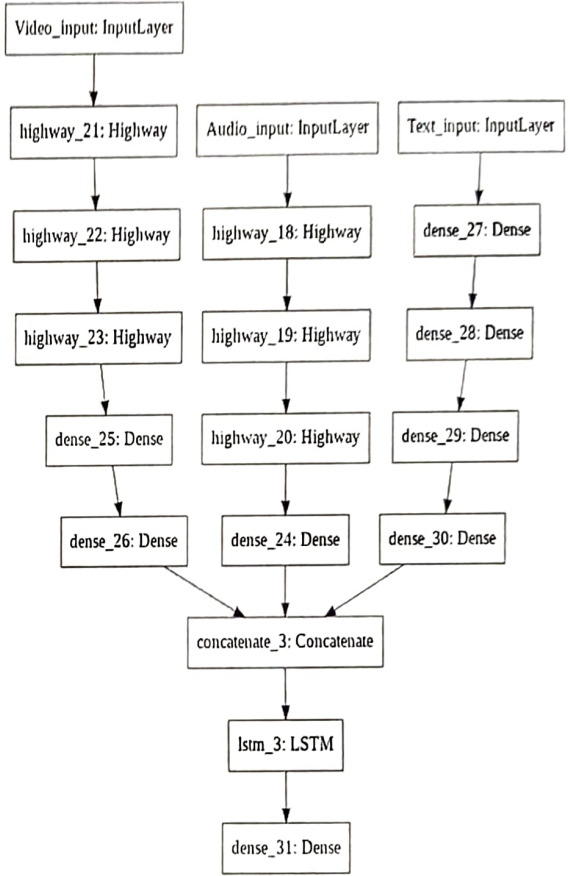 Video_input: InputLayer
highway_21: Highway
Audio_input: InputLayer
Text_input: InputLayer
highway_22: Highway
highway_18: Highway
dense_27: Dense
highway_23: Highway
highway_19: Highway
dense_28: Dense
dense_25: Dense
highway_20: Highway
dense_29: Dense
dense_26: Dense
dense_24: Dense
dense_30: Dense
concatenate_3: Concatenate
lstm_3: LSTM
dense_31: Dense